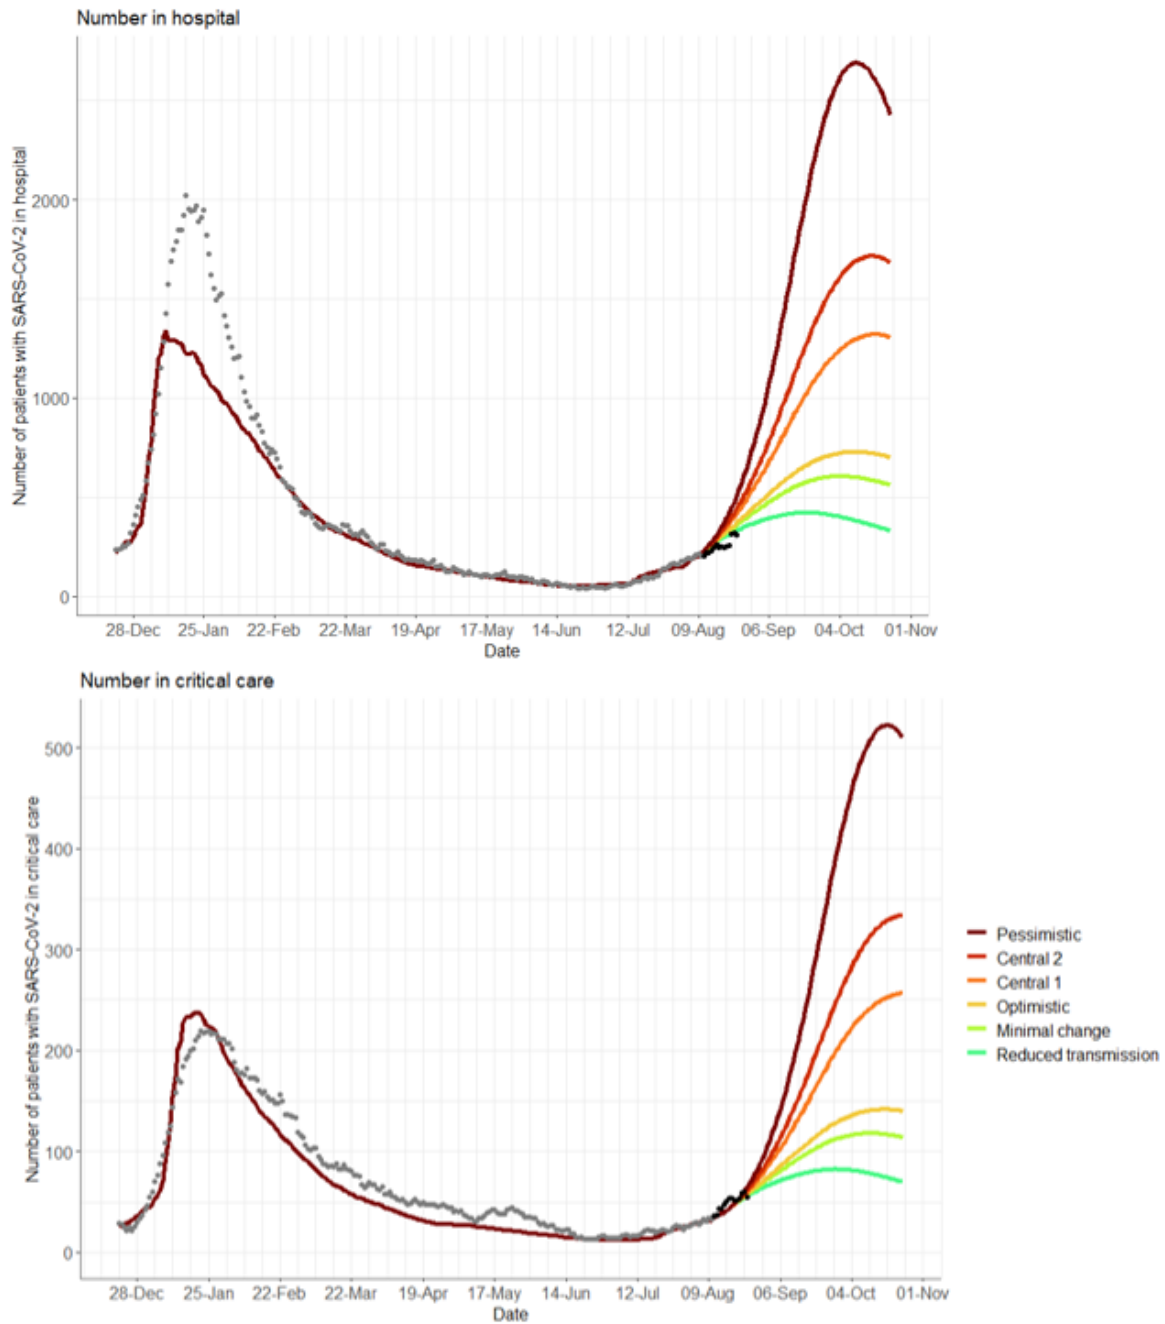 Number in hospital
Number of patients with SARS-CoV-2 in hospital
2000
1000
0
28-Dec 25-Jan 22-Feb 22-Mar 19-Apr 17-May 14-Jun 12-Jul 09-Aug 06-Sep 04-Oct 01-Nov
Date
Number in critical care
Number of patients with SARS-CoV-2 in critical care
500
400
300
200
100
0
28-Dec 25-Jan 22-Feb 22-Mar 19-Apr 17-May 14-Jun 12-Jul 09-Aug 06-Sep 04-Oct 01-Nov
Date
Pessimistic
Central 2
Central 1
Optimistic
Minimal change
Reduced transmission